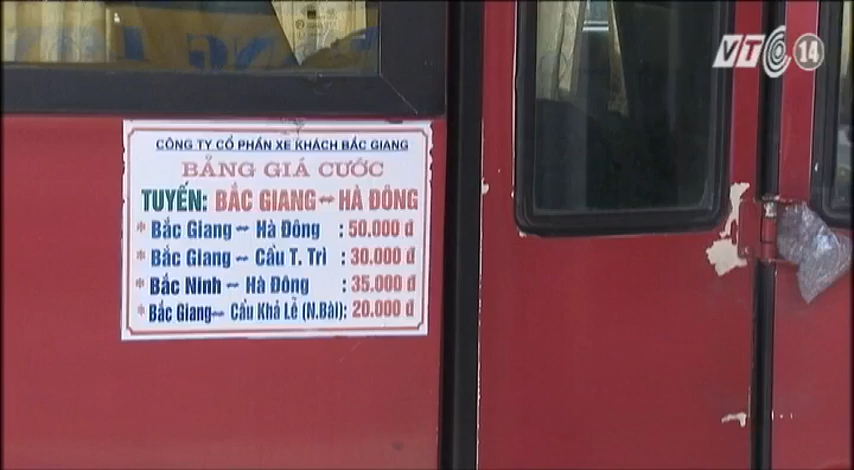 VTC 14
CÔNG TY CỔ PHẦN XE KHÁCH BẮC GIANG
BẢNG GIÁ CƯỚC
TUYẾN: BẮC GIANG ~ HÀ ĐÔNG
* Bắc Giang ~ Hà Đông : 50.000 đ
* Bắc Giang ~ Cầu T. Trì : 30.000 đ
* Bắc Ninh ~ Hà Đông : 35.000 đ
* Bắc Giang ~ Cầu Khả Lễ (N.Bài): 20.000 đ